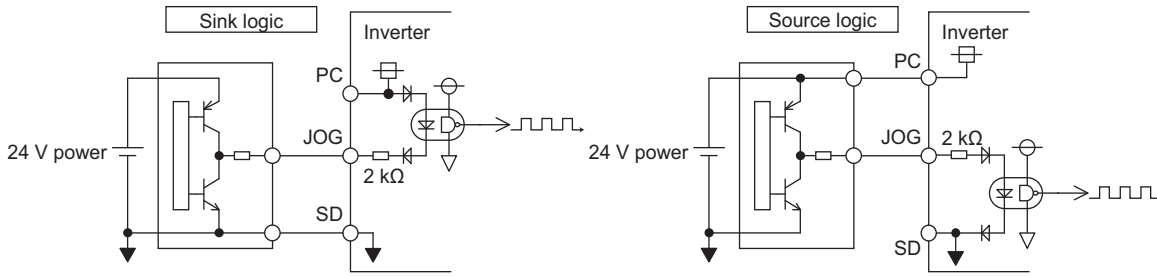 Sink logic
Inverter
PC
JOG
24 V power
2 kΩ
SD
Source logic
Inverter
PC
JOG
2 kΩ
24 V power
SD